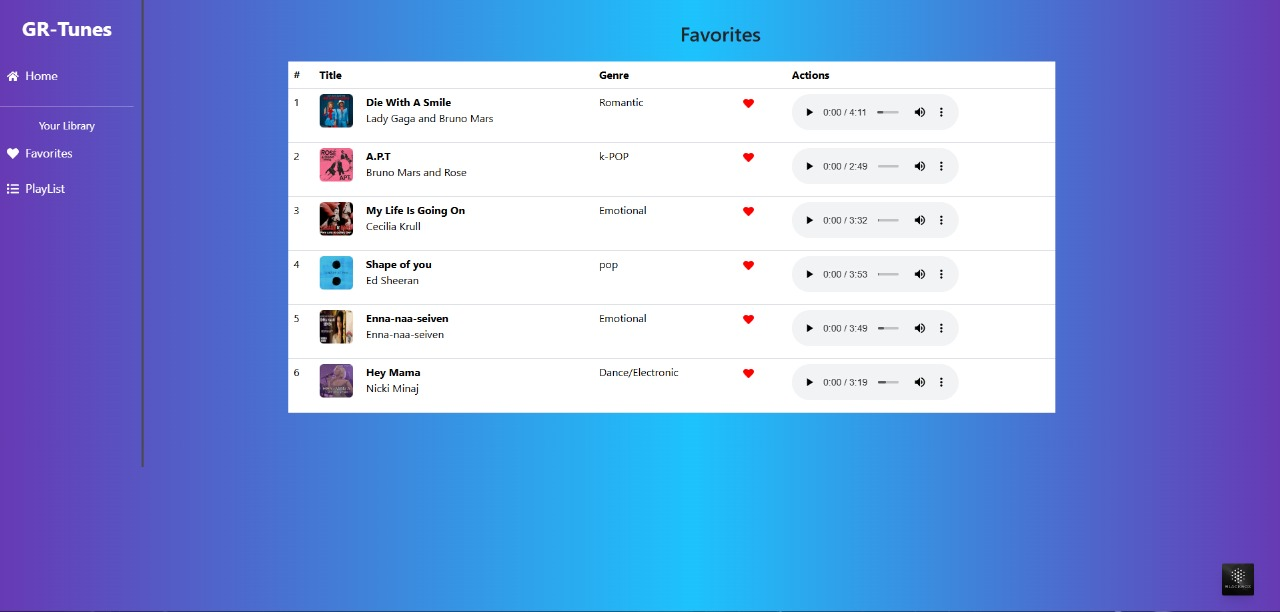 GR-Tunes
Home
Your Library
Favorites
PlayList
Favorites
# Title Genre Actions
1 Die With A Smile Romantic 0:00 / 4:11
Lady Gaga and Bruno Mars
2 A.P.T k-POP 0:00 / 2:49
Bruno Mars and Rose
3 My Life Is Going On Emotional 0:00 / 3:32
Cecilia Krull
4 Shape of you pop 0:00 / 3:53
Ed Sheeran
5 Enna-naa-seiven Emotional 0:00 / 3:49
Enna-naa-seiven
6 Hey Mama Dance/Electronic 0:00 / 3:19
Nicki Minaj
BLACKBOX